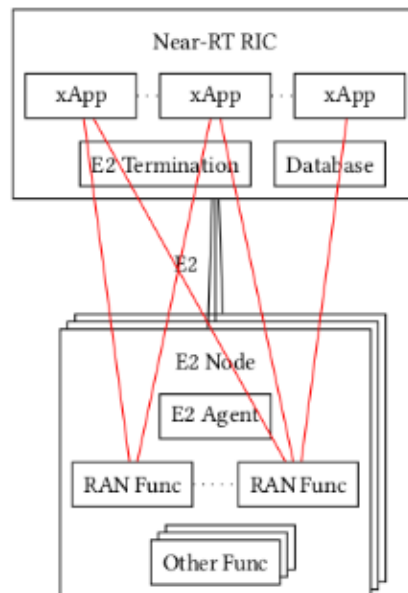 Near-RT RIC
xApp
xApp
xApp
E2 Termination
Database
E2
E2 Node
E2 Agent
RAN Func
RAN Func
Other Func